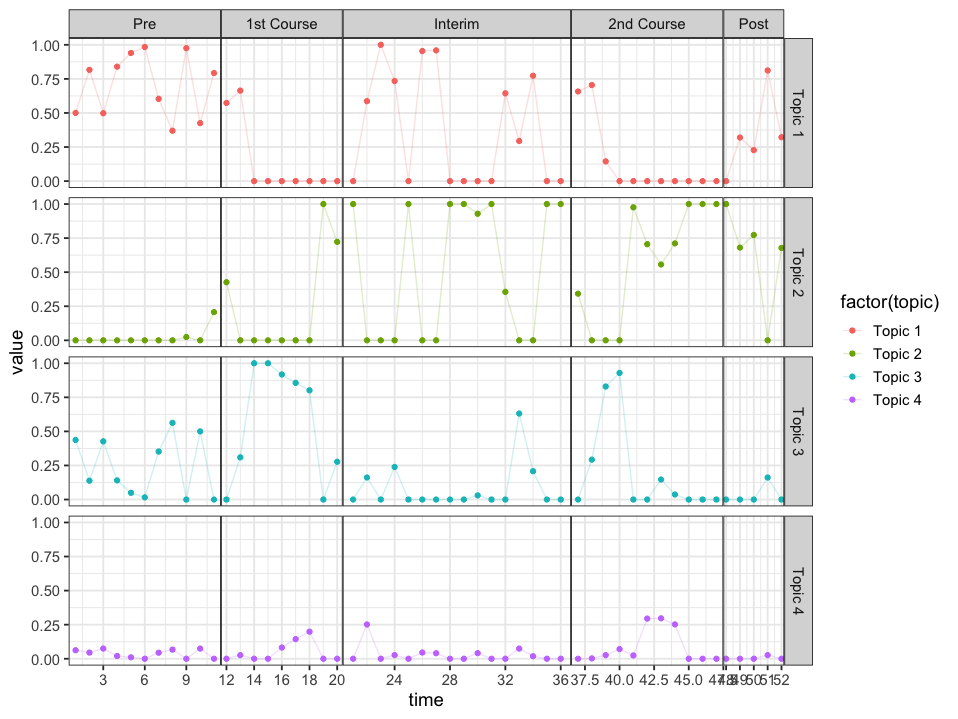 Pre 1st Course Interim 2nd Course Post
1.00
0.75
0.50
0.25
0.00
Topic 1
1.00
0.75
0.50
0.25
0.00
Topic 2
1.00
0.75
0.50
0.25
0.00
Topic 3
1.00
0.75
0.50
0.25
0.00
Topic 4
value
3 6 9 12 14 16 18 20 24 28 32 36 37.5 40.0 42.5 45.0 49 50 51 52
time
factor(topic)
Topic 1
Topic 2
Topic 3
Topic 4